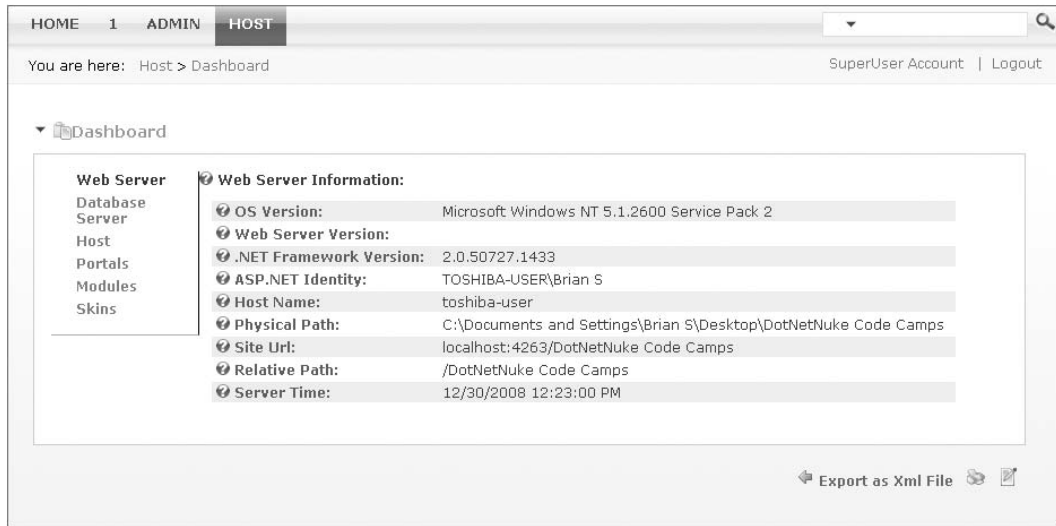 HOME 1 ADMIN HOST
You are here: Host > Dashboard
SuperUser Account | Logout
Dashboard
Web Server
Database
Server
Host
Portals
Modules
Skins
Web Server Information:
OS Version: Microsoft Windows NT 5.1.2600 Service Pack 2
Web Server Version:
.NET Framework Version: 2.0.50727.1433
ASP.NET Identity: TOSHIBA-USER\Brian S
Host Name: toshiba-user
Physical Path: C:\Documents and Settings\Brian S\Desktop\DotNetNuke Code Camps
Site Url: localhost:4263/DotNetNuke Code Camps
Relative Path: /DotNetNuke Code Camps
Server Time: 12/30/2008 12:23:00 PM
Export as Xml File